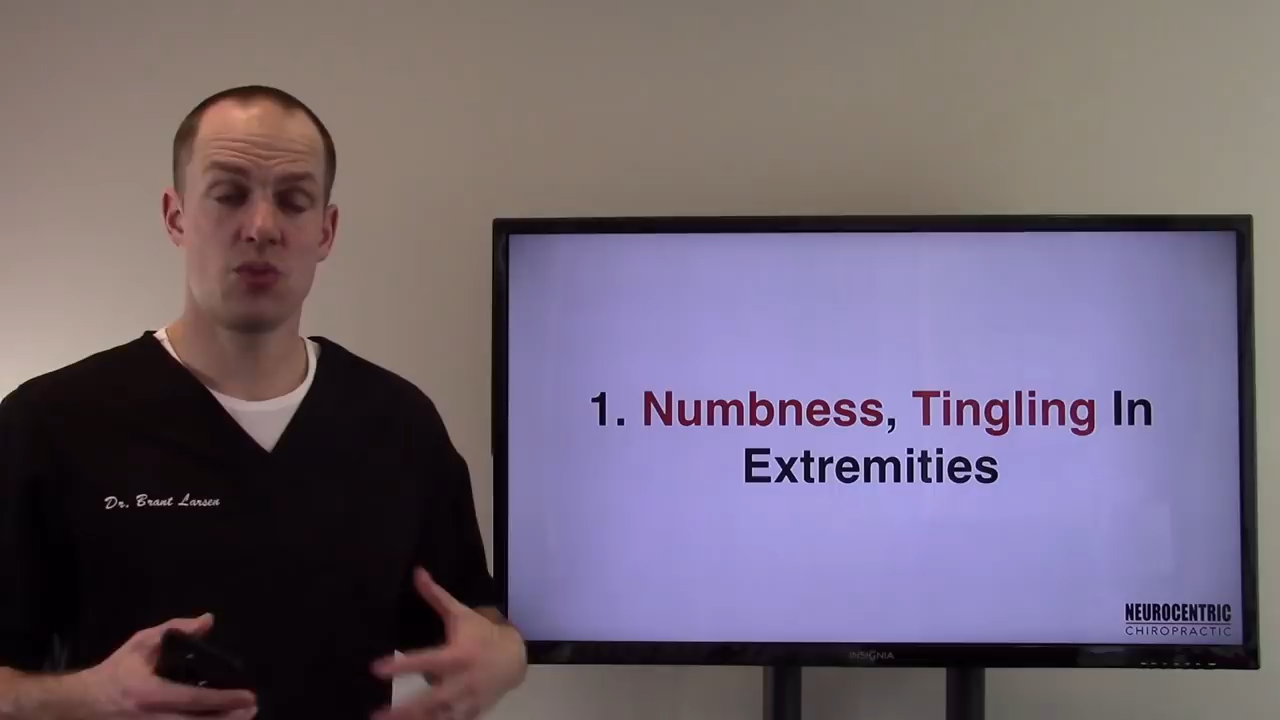 1. Numbness, Tingling In
Extremities
Dr. Brant Larsen
NEUROCENTRIC
CHIROPRACTIC
INSIGNIA